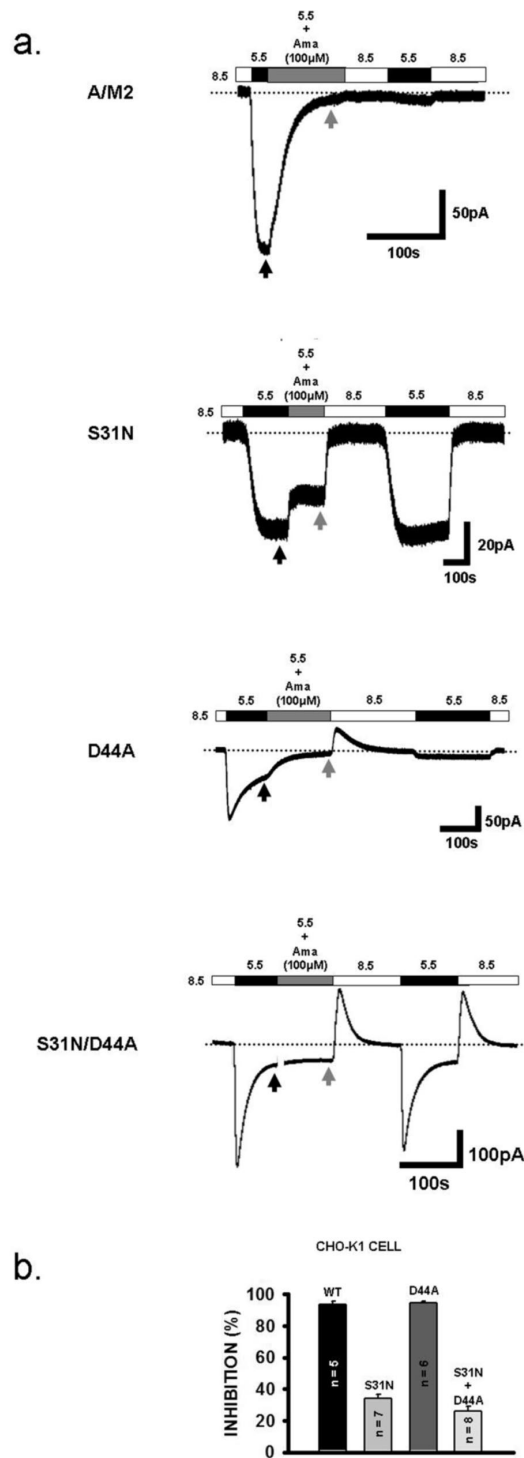 a.
5.5
+
Ama
(100µM)
8.5 5.5 8.5 5.5 8.5
A/M2
50pA
100s
5.5
+
Ama
(100µM)
8.5 5.5 8.5 5.5 8.5
S31N
20pA
100s
5.5
+
Ama
(100µM)
8.5 5.5 8.5 5.5 8.5
D44A
50pA
100s
5.5
+
Ama
(100µM)
8.5 5.5 8.5 5.5 8.5
S31N/D44A
100pA
100s
b.
CHO-K1 CELL
INHIBITION (%)
100
80
60
40
20
0
WT
n = 5
S31N
n = 7
D44A
n = 6
S31N
+
D44A
n = 8